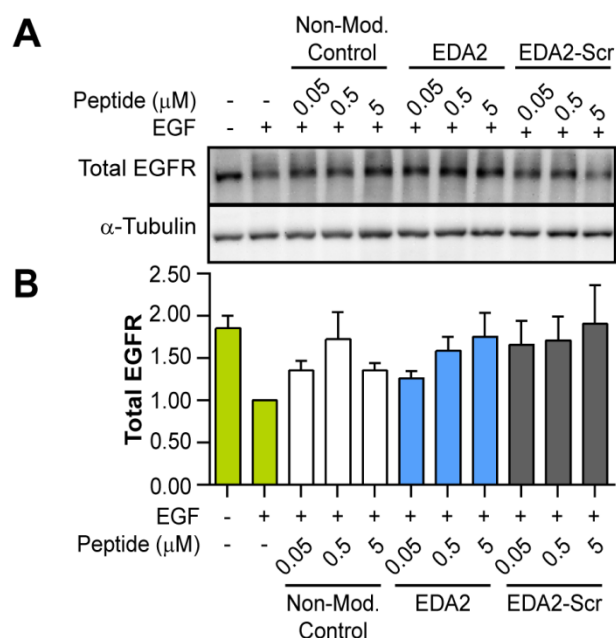 A
Non-Mod.
Control EDA2 EDA2-Scr
Peptide (μM) - - 0.05 0.5 5 0.05 0.5 5 0.05 0.5 5
EGF - + + + + + + + + + +
Total EGFR
α-Tubulin
B
Total EGFR
2.50
2.00
1.50
1.00
0.50
0.00
EGF - + + + + + + + + + +
Peptide (μM) - - 0.05 0.5 5 0.05 0.5 5 0.05 0.5 5
Non-Mod. EDA2 EDA2-Scr
Control